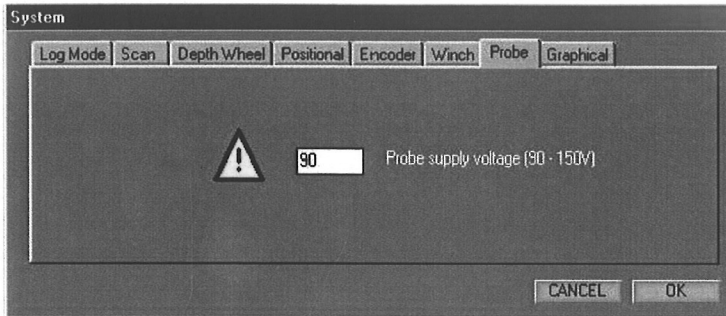 System
Log Mode Scan Depth Wheel Positional Encoder Winch Probe Graphical
90 Probe supply voltage (90 - 150V)
CANCEL OK